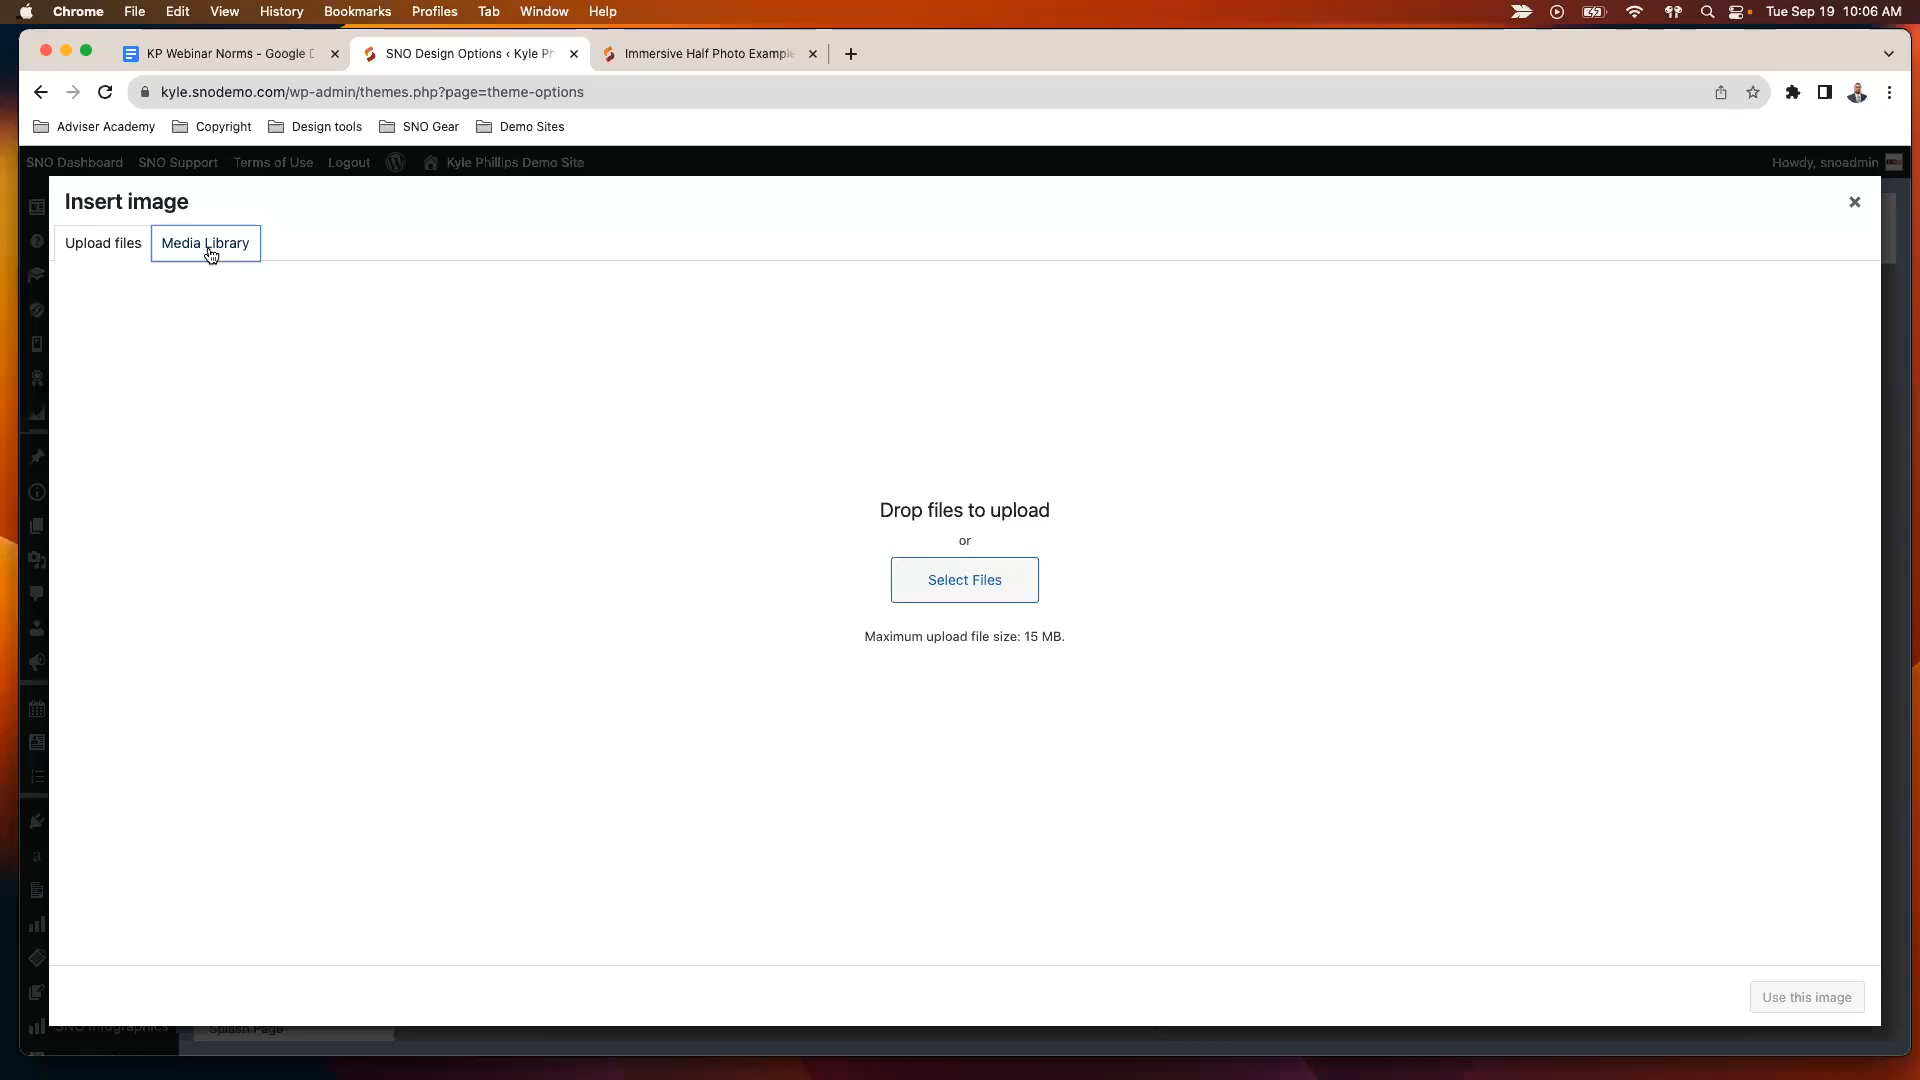 Chrome File Edit View History Bookmarks Profiles Tab Window Help Tue Sep 19 10:06 AM
KP Webinar Norms - Google D SNO Design Options ‹ Kyle Ph Immersive Half Photo Example
kyle.snodemo.com/wp-admin/themes.php?page=theme-options
Adviser Academy Copyright Design tools SNO Gear Demo Sites
SNO Dashboard SNO Support Terms of Use Logout Kyle Phillips Demo Site Howdy, snoadmin
Insert image
Upload files Media Library
Drop files to upload
or
Select Files
Maximum upload file size: 15 MB.
Use this image
SNO Infographics Splash Page